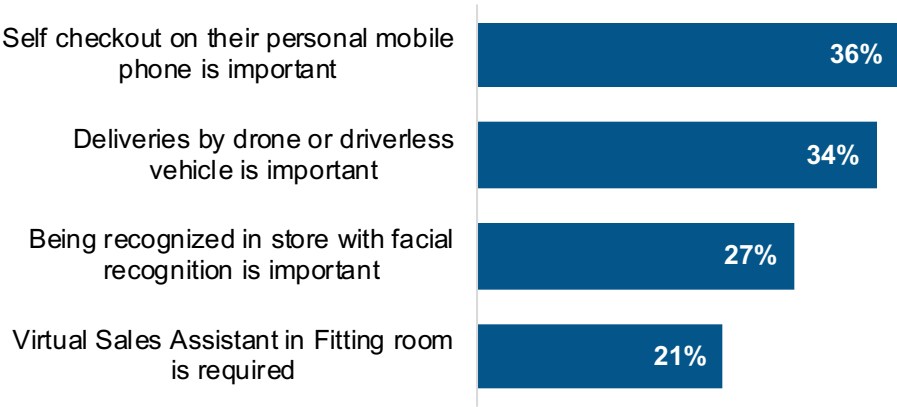 Self checkout on their personal mobile
phone is important
36%
Deliveries by drone or driverless
vehicle is important
34%
Being recognized in store with facial
recognition is important
27%
Virtual Sales Assistant in Fitting room
is required
21%